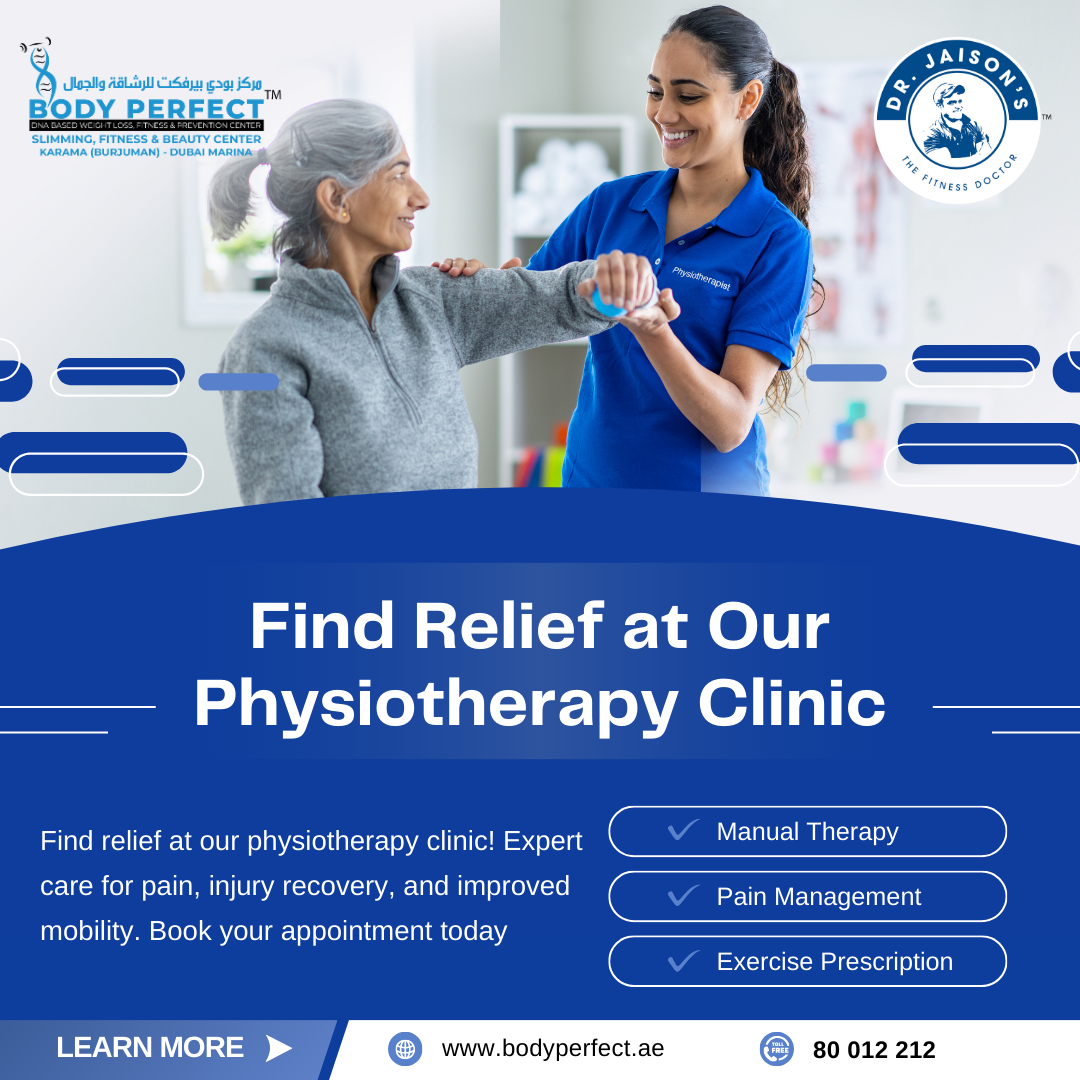 مركز بودي بيرفكت للرشاقة والجمال
BODY PERFECT TM
DNA BASED WEIGHT LOSS, FITNESS & PREVENTION CENTER
SLIMMING, FITNESS & BEAUTY CENTER
KARAMA (BURJUMAN) - DUBAI MARINA
DR. JAISON'S TM
THE FITNESS DOCTOR
Physiotherapist
Find Relief at Our
Physiotherapy Clinic
Find relief at our physiotherapy clinic! Expert
care for pain, injury recovery, and improved
mobility. Book your appointment today
Manual Therapy
Pain Management
Exercise Prescription
LEARN MORE
www.bodyperfect.ae
TOLL
FREE
80 012 212